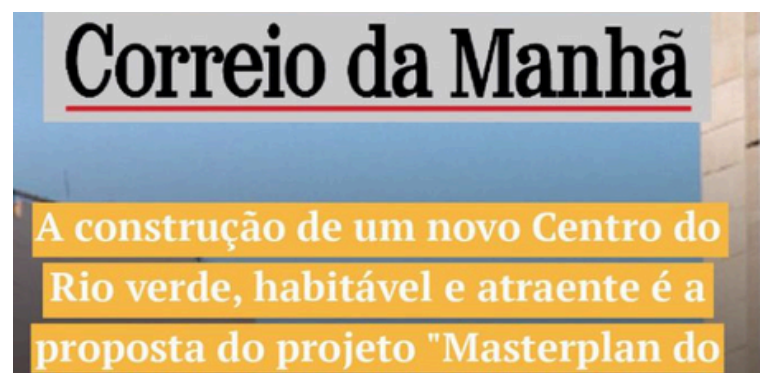 Correio da Manhã
A construção de um novo Centro do
Rio verde, habitável e atraente é a
proposta do projeto "Masterplan do